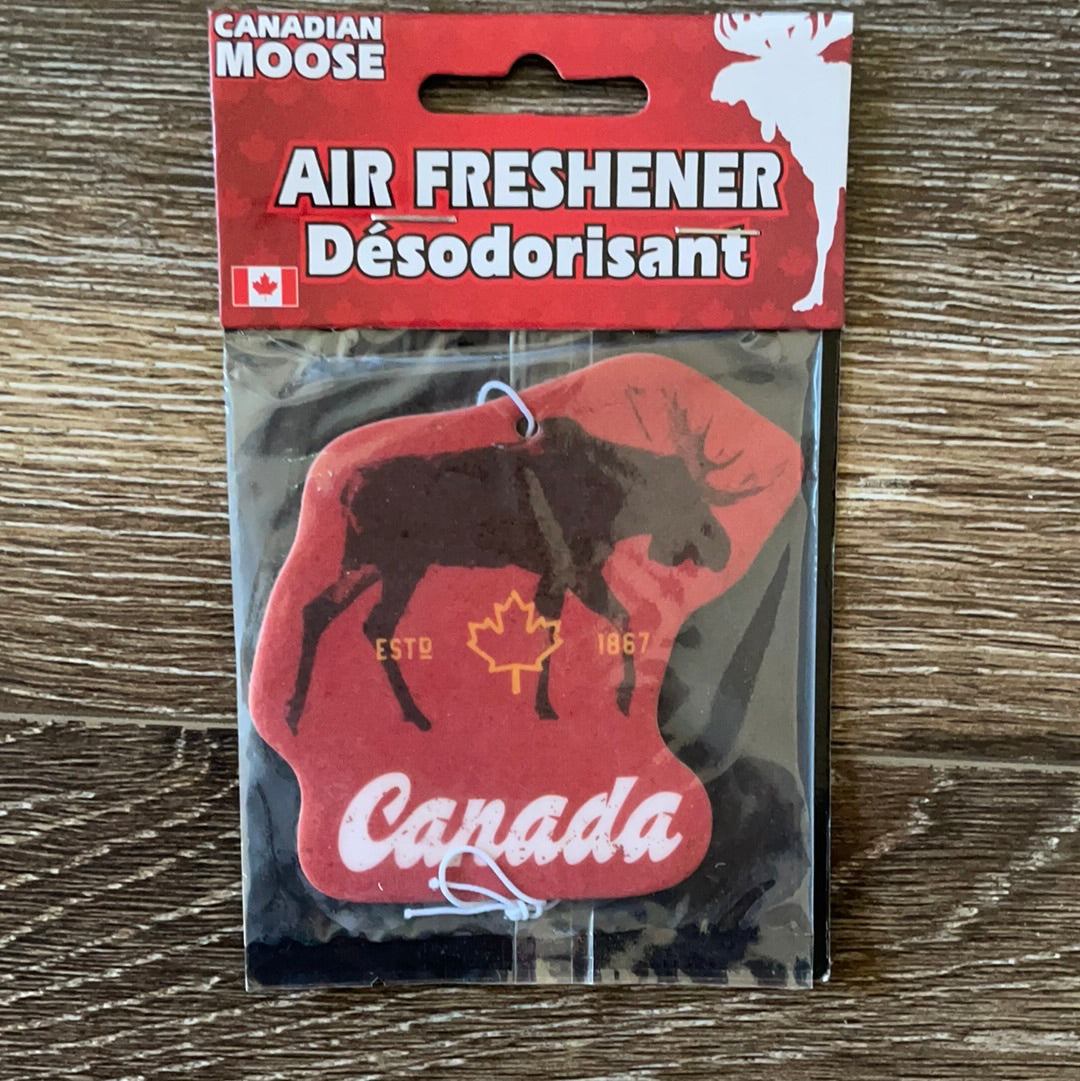 CANADIAN
MOOSE
AIR FRESHENER
Désodorisant
ESTD 1867
Canada